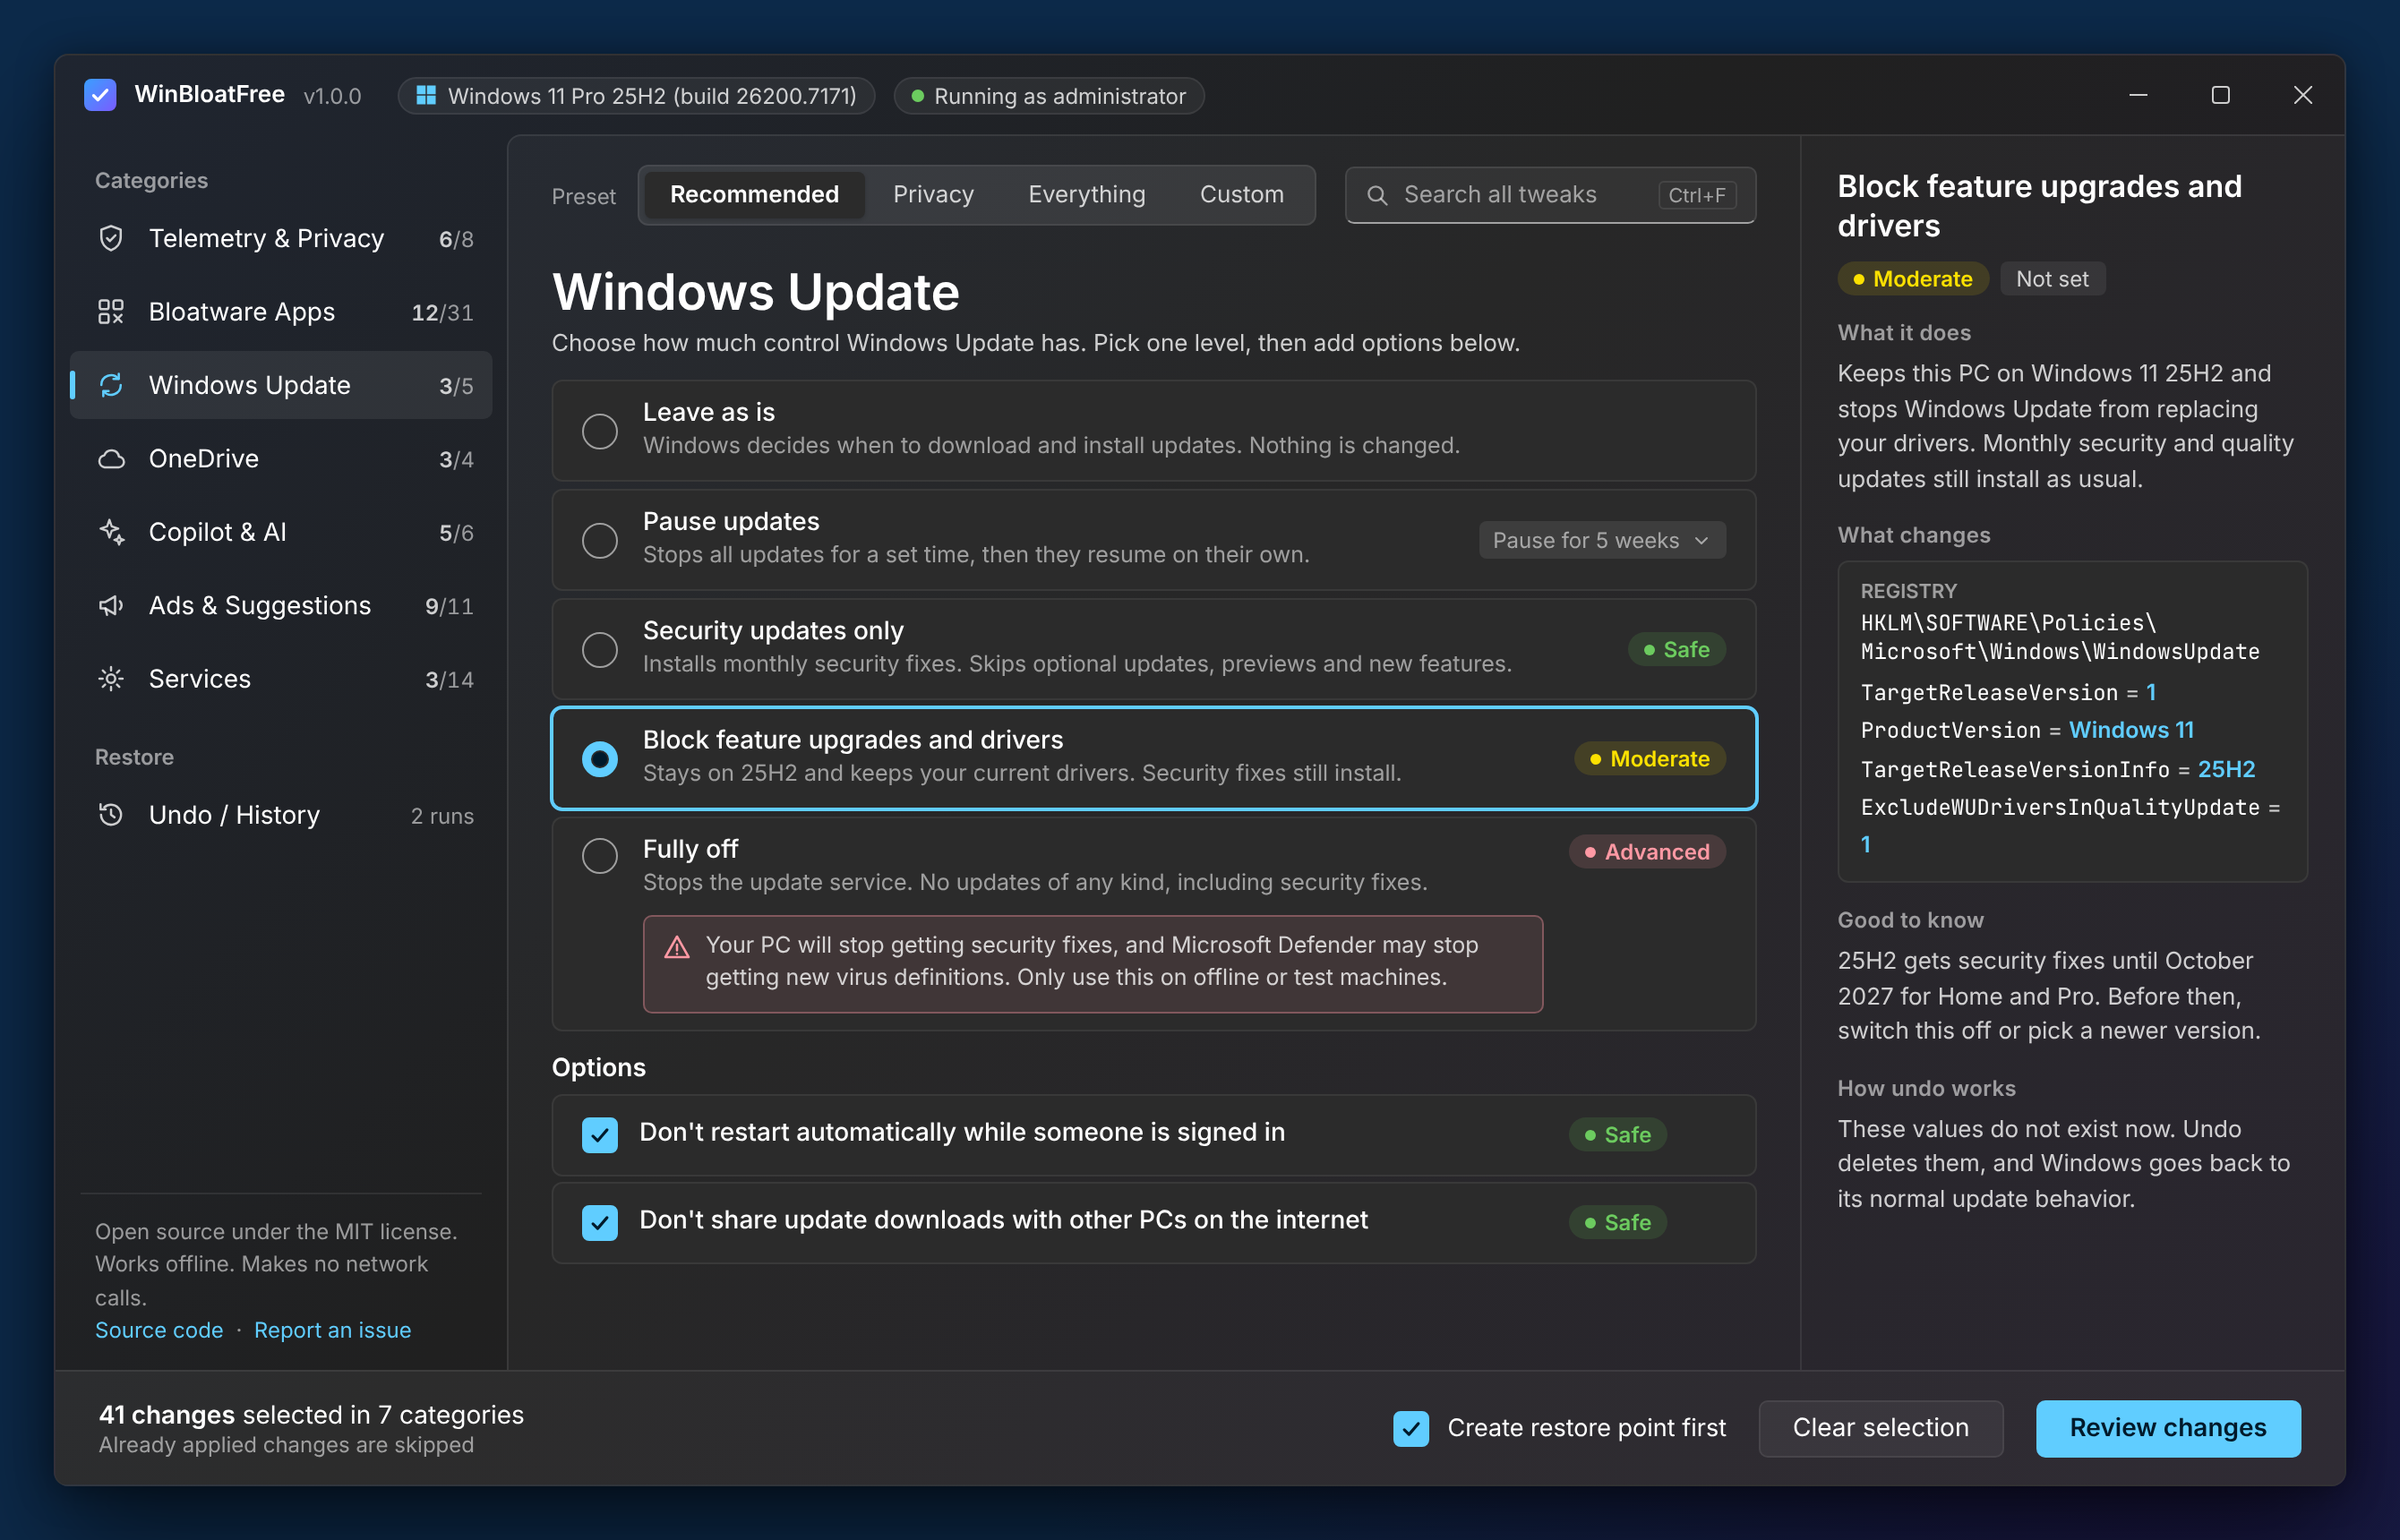 WinBloatFree v1.0.0
Windows 11 Pro 25H2 (build 26200.7171)
Running as administrator
Categories
Telemetry & Privacy 6/8
Bloatware Apps 12/31
Windows Update 3/5
OneDrive 3/4
Copilot & AI 5/6
Ads & Suggestions 9/11
Services 3/14
Restore
Undo / History 2 runs
Open source under the MIT license.
Works offline. Makes no network
calls.
Source code · Report an issue
Preset Recommended Privacy Everything Custom
Search all tweaks Ctrl+F
Windows Update
Choose how much control Windows Update has. Pick one level, then add options below.
Leave as is
Windows decides when to download and install updates. Nothing is changed.
Pause updates
Stops all updates for a set time, then they resume on their own.
Pause for 5 weeks
Security updates only
Installs monthly security fixes. Skips optional updates, previews and new features.
Safe
Block feature upgrades and drivers
Stays on 25H2 and keeps your current drivers. Security fixes still install.
Moderate
Fully off
Stops the update service. No updates of any kind, including security fixes.
Advanced
Your PC will stop getting security fixes, and Microsoft Defender may stop
getting new virus definitions. Only use this on offline or test machines.
Options
Don't restart automatically while someone is signed in Safe
Don't share update downloads with other PCs on the internet Safe
Block feature upgrades and
drivers
Moderate Not set
What it does
Keeps this PC on Windows 11 25H2 and
stops Windows Update from replacing
your drivers. Monthly security and quality
updates still install as usual.
What changes
REGISTRY
HKLM\SOFTWARE\Policies\
Microsoft\Windows\WindowsUpdate
TargetReleaseVersion = 1
ProductVersion = Windows 11
TargetReleaseVersionInfo = 25H2
ExcludeWUDriversInQualityUpdate =
1
Good to know
25H2 gets security fixes until October
2027 for Home and Pro. Before then,
switch this off or pick a newer version.
How undo works
These values do not exist now. Undo
deletes them, and Windows goes back to
its normal update behavior.
41 changes selected in 7 categories
Already applied changes are skipped
Create restore point first
Clear selection
Review changes